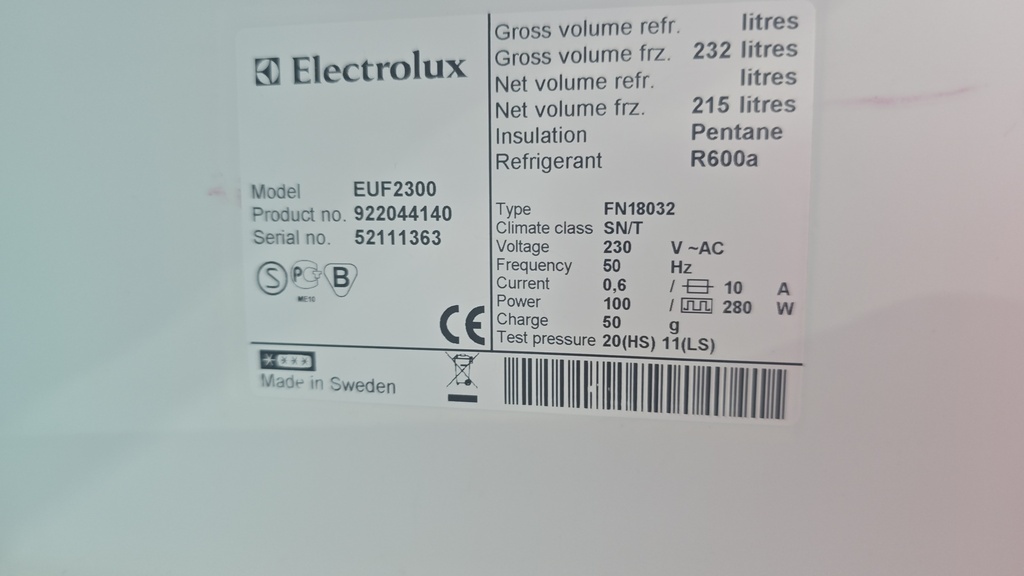 Electrolux
Model EUF2300
Product no. 922044140
Serial no. 52111363
S PC B
ME10
CE
Made in Sweden
Gross volume refr. litres
Gross volume frz. 232 litres
Net volume refr. litres
Net volume frz. 215 litres
Insulation Pentane
Refrigerant R600a
Type FN18032
Climate class SN/T
Voltage 230 V ~AC
Frequency 50 Hz
Current 0,6 / 10 A
Power 100 / 280 W
Charge 50 g
Test pressure 20(HS) 11(LS)